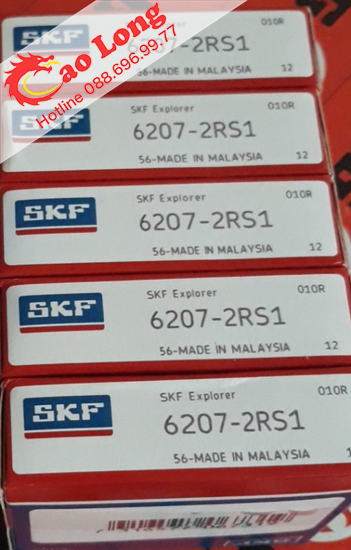 Cao Long
Hotline 088.696.99.77
SKF
010R
6207-2RS1
56-MADE IN MALAYSIA 12
SKF
SKF Explorer 010R
6207-2RS1
56-MADE IN MALAYSIA 12
SKF
SKF Explorer 010R
6207-2RS1
56-MADE IN MALAYSIA 12
SKF
SKF Explorer 010R
6207-2RS1
56-MADE IN MALAYSIA 12
SKF
SKF Explorer 010R
6207-2RS1
56-MADE IN MALAYSIA